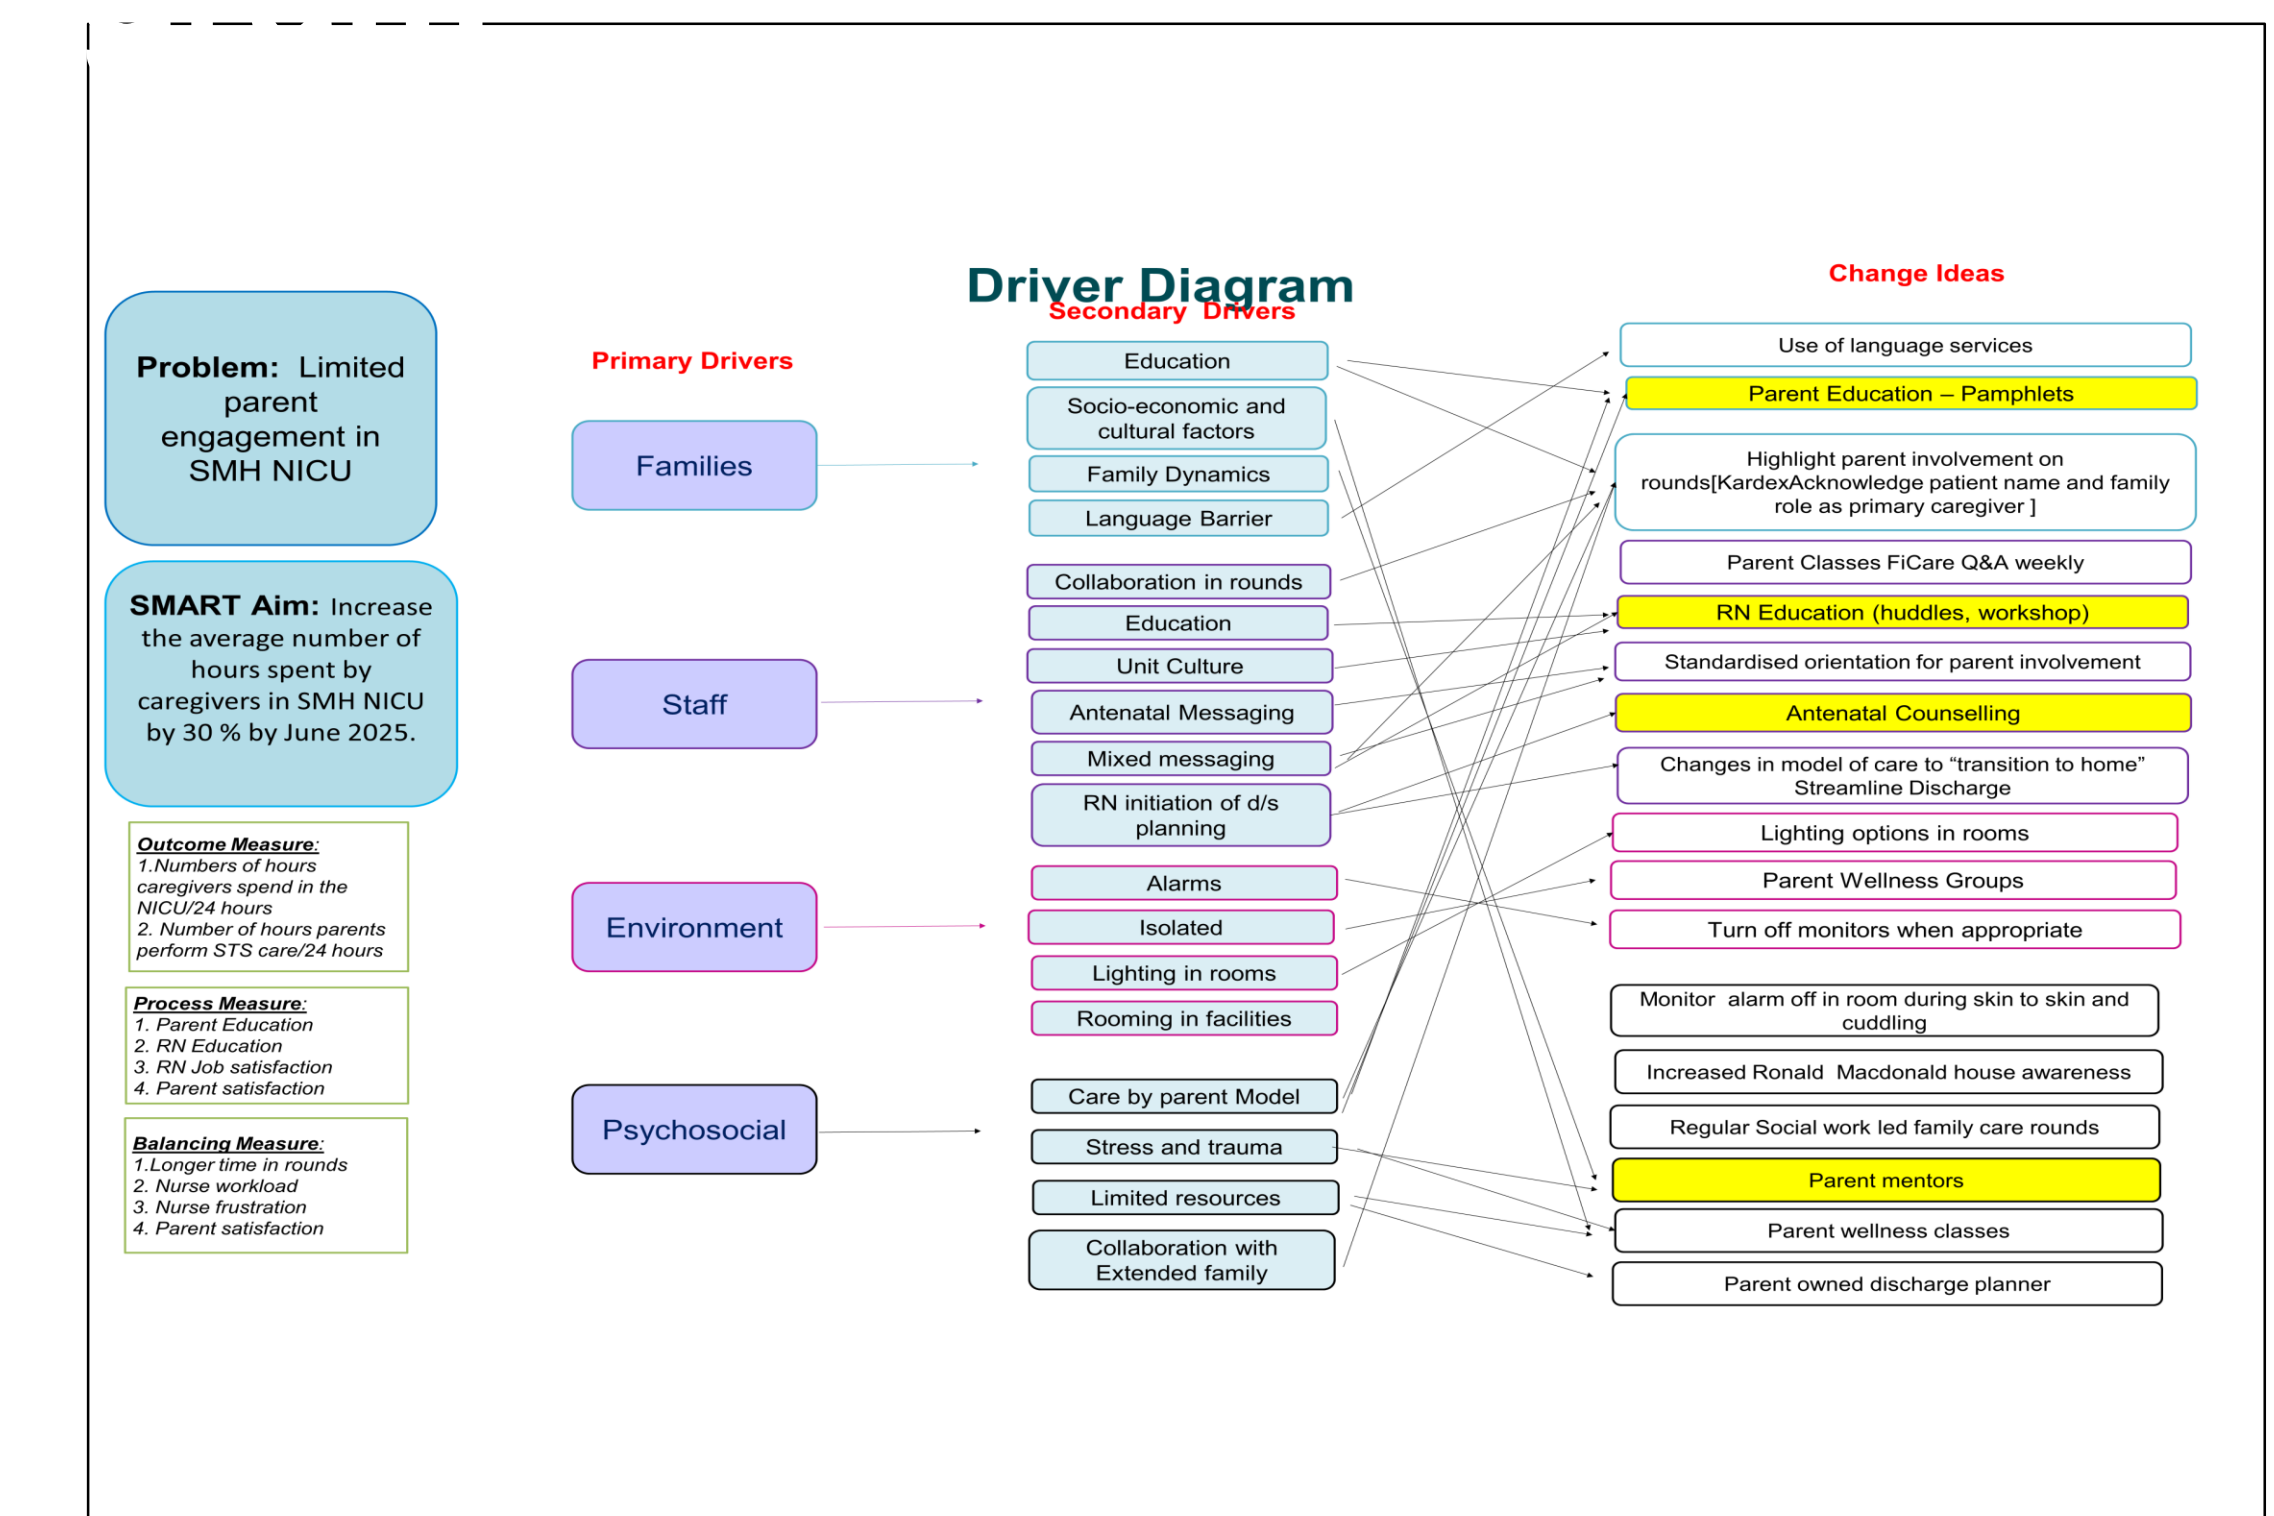 Driver Diagram
Problem: Limited
parent
engagement in
SMH NICU
SMART Aim: Increase
the average number of
hours spent by
caregivers in SMH NICU
by 30 % by June 2025.
Outcome Measure:
1.Numbers of hours
caregivers spend in the
NICU/24 hours
2. Number of hours parents
perform STS care/24 hours
Process Measure:
1. Parent Education
2. RN Education
3. RN Job satisfaction
4. Parent satisfaction
Balancing Measure:
1.Longer time in rounds
2. Nurse workload
3. Nurse frustration
4. Parent satisfaction
Primary Drivers
Families
Staff
Environment
Psychosocial
Secondary Drivers
Education
Socio-economic and
cultural factors
Family Dynamics
Language Barrier
Collaboration in rounds
Education
Unit Culture
Antenatal Messaging
Mixed messaging
RN initiation of d/s
planning
Alarms
Isolated
Lighting in rooms
Rooming in facilities
Care by parent Model
Stress and trauma
Limited resources
Collaboration with
Extended family
Change Ideas
Use of language services
Parent Education – Pamphlets
Highlight parent involvement on
rounds[KardexAcknowledge patient name and family
role as primary caregiver ]
Parent Classes FiCare Q&A weekly
RN Education (huddles, workshop)
Standardised orientation for parent involvement
Antenatal Counselling
Changes in model of care to “transition to home”
Streamline Discharge
Lighting options in rooms
Parent Wellness Groups
Turn off monitors when appropriate
Monitor alarm off in room during skin to skin and
cuddling
Increased Ronald Macdonald house awareness
Regular Social work led family care rounds
Parent mentors
Parent wellness classes
Parent owned discharge planner